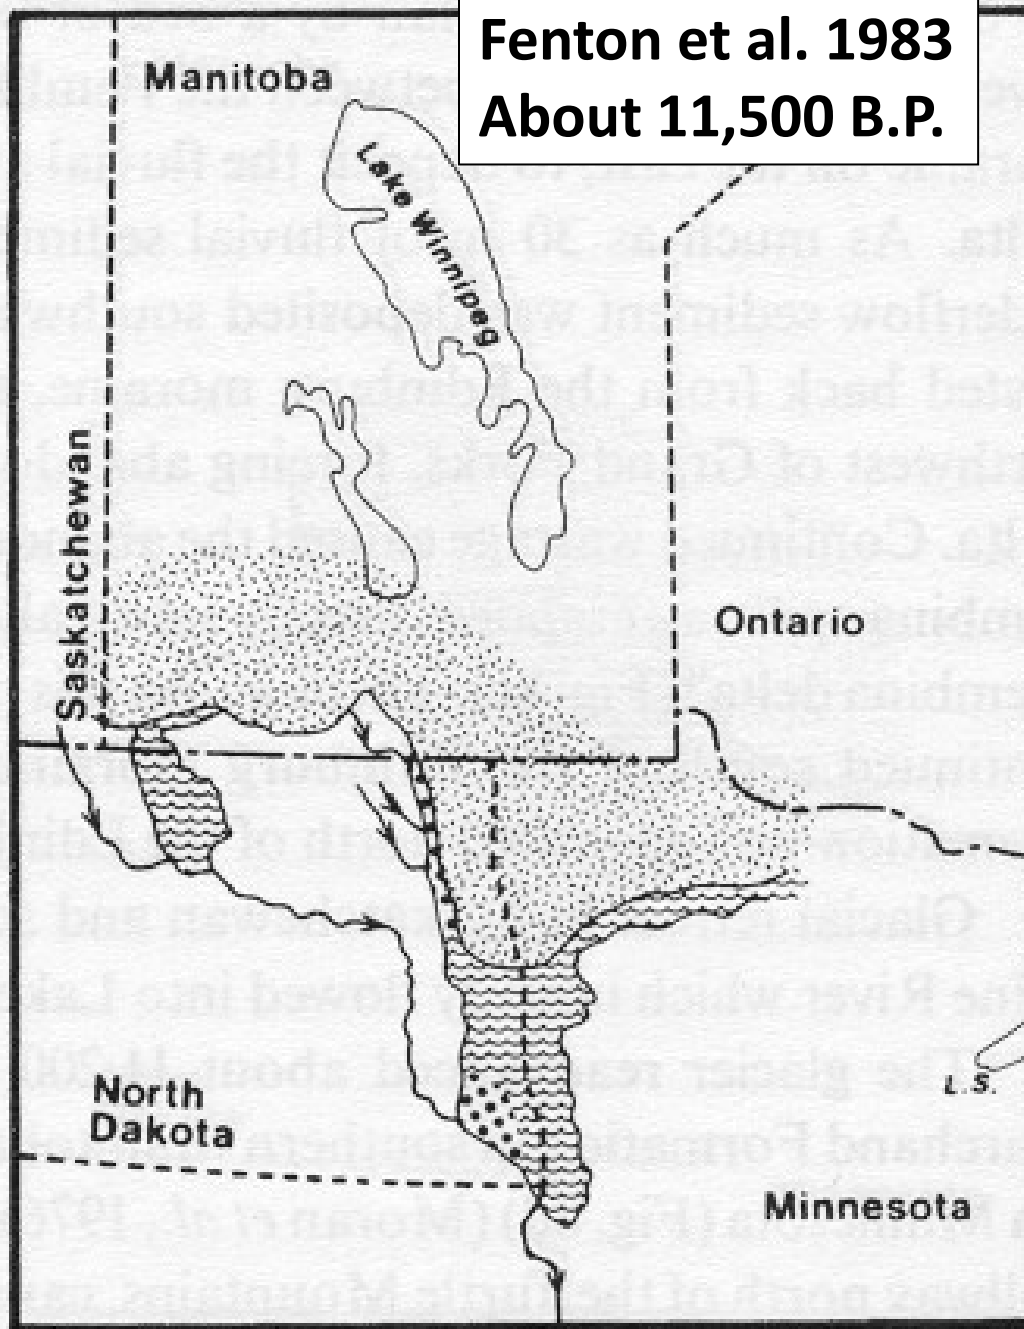 Fenton et al. 1983
About 11,500 B.P.
Manitoba
Lake Winnipeg
Saskatchewan
Ontario
North
Dakota
L.S.
Minnesota